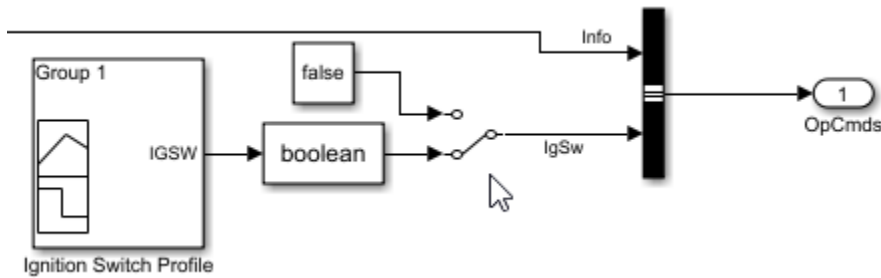 Info
Group 1
false
1
OpCmds
IGSW
boolean
IgSw
Ignition Switch Profile